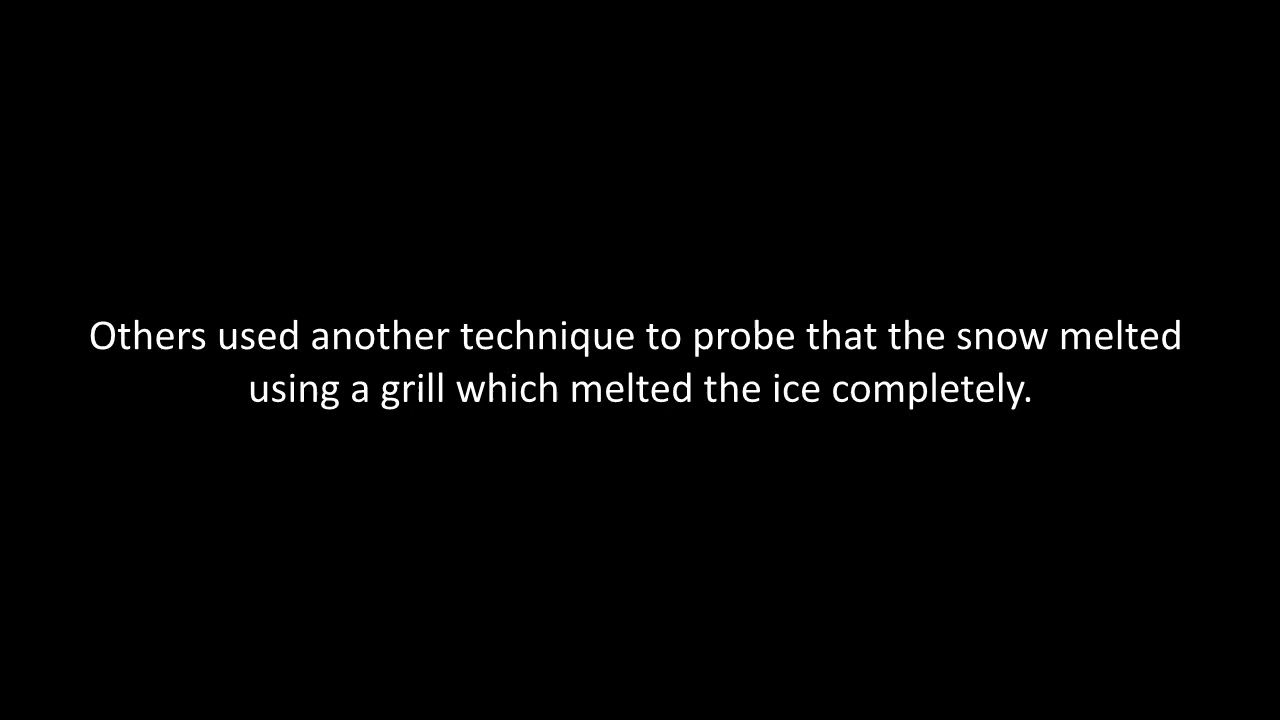 Others used another technique to probe that the snow melted
using a grill which melted the ice completely.